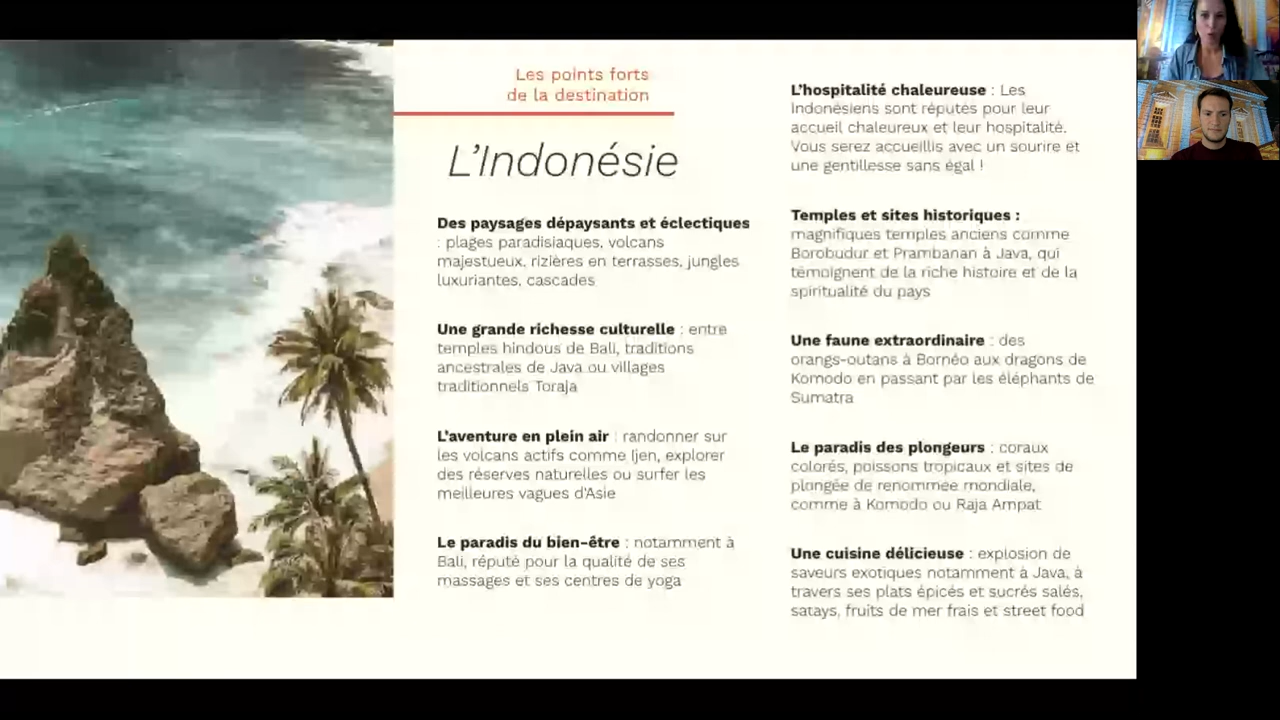 Les points forts
de la destination
L'Indonésie
Des paysages dépaysants et éclectiques
: plages paradisiaques, volcans
majestueux, rizières en terrasses, jungles
luxuriantes, cascades
Une grande richesse culturelle : entre
temples hindous de Bali, traditions
ancestrales de Java ou villages
traditionnels Toraja
L'aventure en plein air : randonner sur
les volcans actifs comme Ijen, explorer
des réserves naturelles ou surfer les
meilleures vagues d'Asie
Le paradis du bien-être : notamment à
Bali, réputé pour la qualité de ses
massages et ses centres de yoga
L'hospitalité chaleureuse : Les
Indonésiens sont réputés pour leur
accueil chaleureux et leur hospitalité.
Vous serez accueillis avec un sourire et
une gentillesse sans égal !
Temples et sites historiques :
magnifiques temples anciens comme
Borobudur et Prambanan à Java, qui
témoignent de la riche histoire et de la
spiritualité du pays
Une faune extraordinaire : des
orangs-outans à Bornéo aux dragons de
Komodo en passant par les éléphants de
Sumatra
Le paradis des plongeurs : coraux
colorés, poissons tropicaux et sites de
plongée de renommée mondiale,
comme à Komodo ou Raja Ampat
Une cuisine délicieuse : explosion de
saveurs exotiques notamment à Java, à
travers ses plats épicés et sucrés salés,
satays, fruits de mer frais et street food